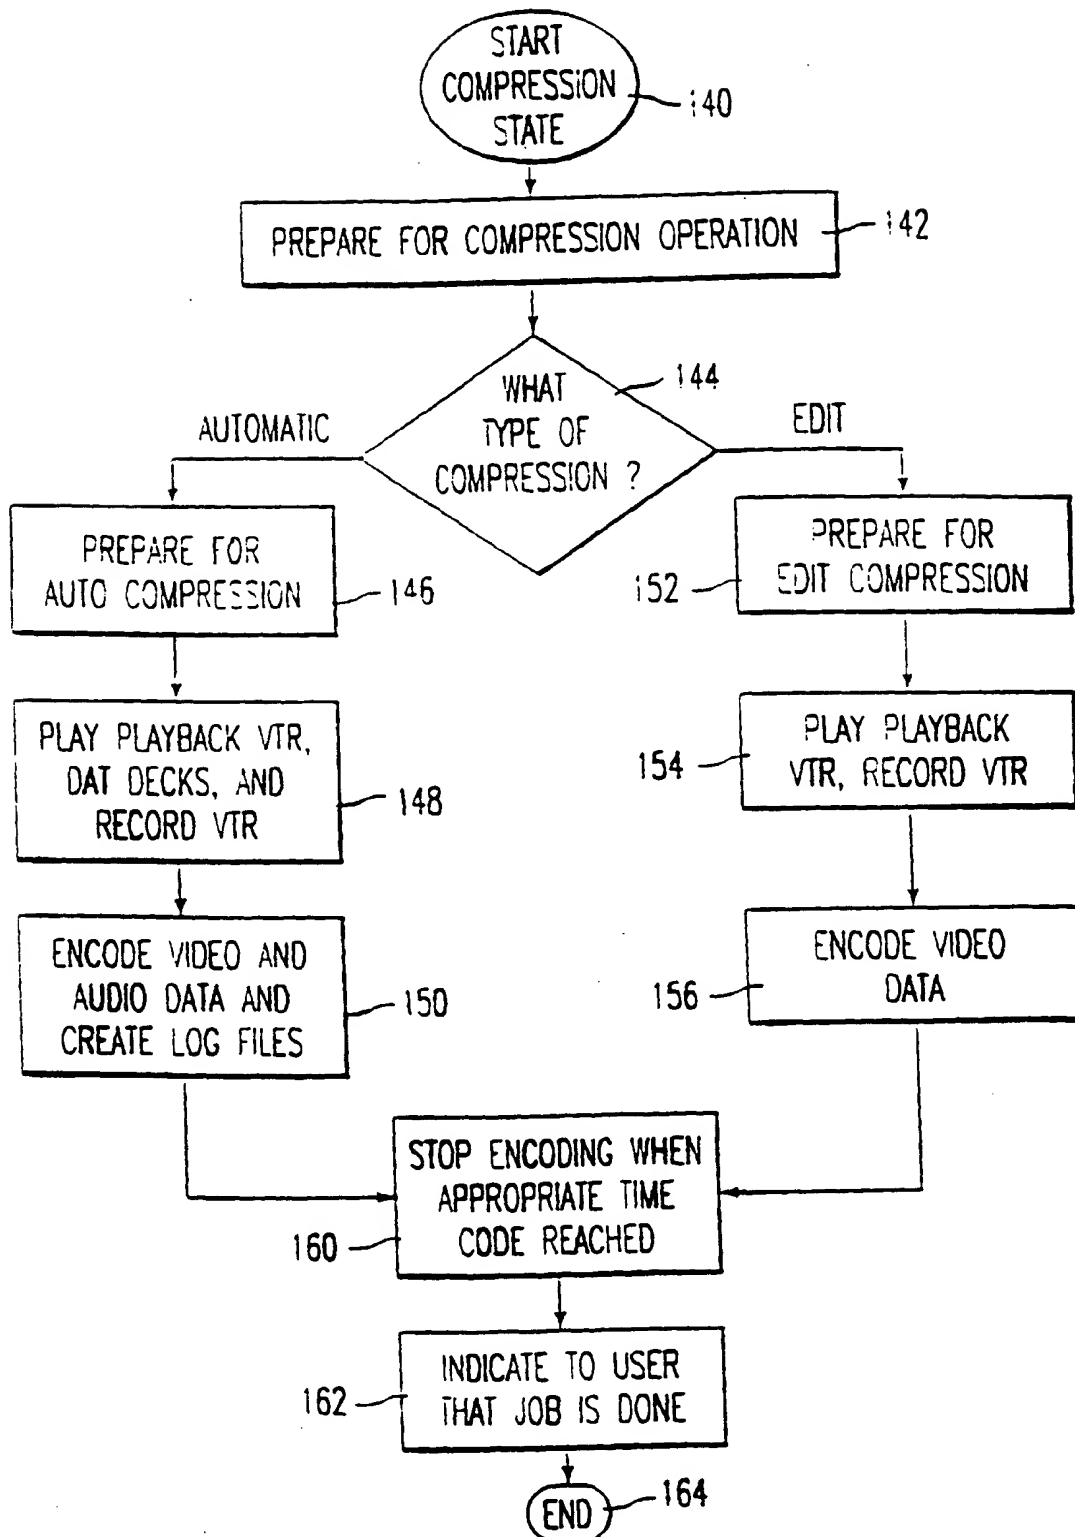 START
COMPRESSION
STATE
140
PREPARE FOR COMPRESSION OPERATION
142
WHAT
TYPE OF
COMPRESSION ?
144
AUTOMATIC
EDIT
PREPARE FOR
AUTO COMPRESSION
146
152
PREPARE FOR
EDIT COMPRESSION
PLAY PLAYBACK VTR,
DAT DECKS, AND
RECORD VTR
148
154
PLAY PLAYBACK
VTR, RECORD VTR
ENCODE VIDEO AND
AUDIO DATA AND
CREATE LOG FILES
150
156
ENCODE VIDEO
DATA
STOP ENCODING WHEN
APPROPRIATE TIME
CODE REACHED
160
INDICATE TO USER
THAT JOB IS DONE
162
END
164